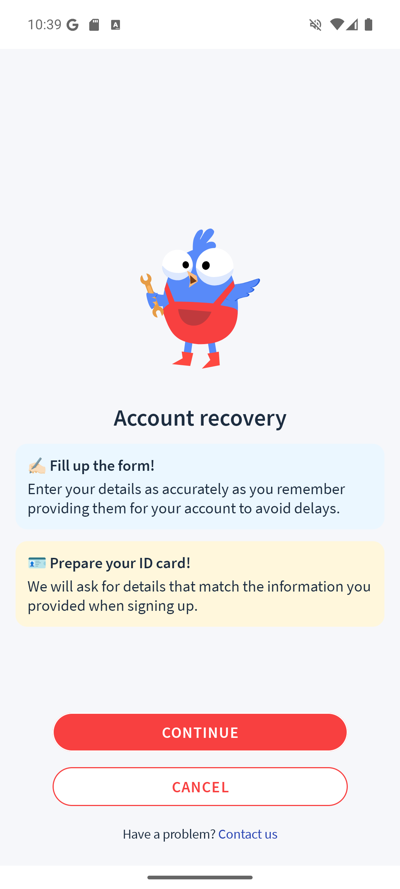 10:39
Account recovery
✍🏻 Fill up the form!
Enter your details as accurately as you remember
providing them for your account to avoid delays.
🪪 Prepare your ID card!
We will ask for details that match the information you
provided when signing up.
CONTINUE
CANCEL
Have a problem? Contact us